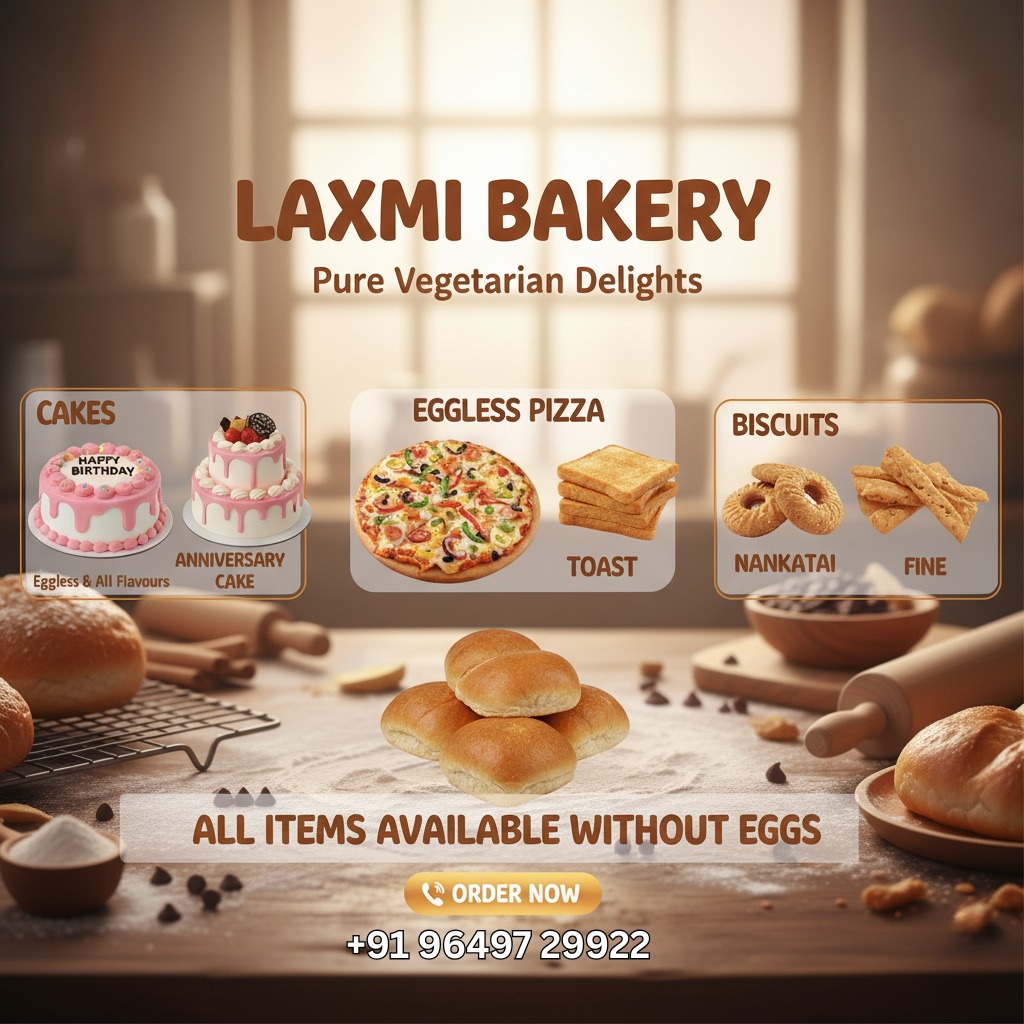 LAXMI BAKERY
Pure Vegetarian Delights
CAKES
HAPPY
BIRTHDAY
Eggless & All Flavours
ANNIVERSARY
CAKE
EGGLESS PIZZA
TOAST
BISCUITS
NANKATAI
FINE
ALL ITEMS AVAILABLE WITHOUT EGGS
ORDER NOW
+91 96497 29922